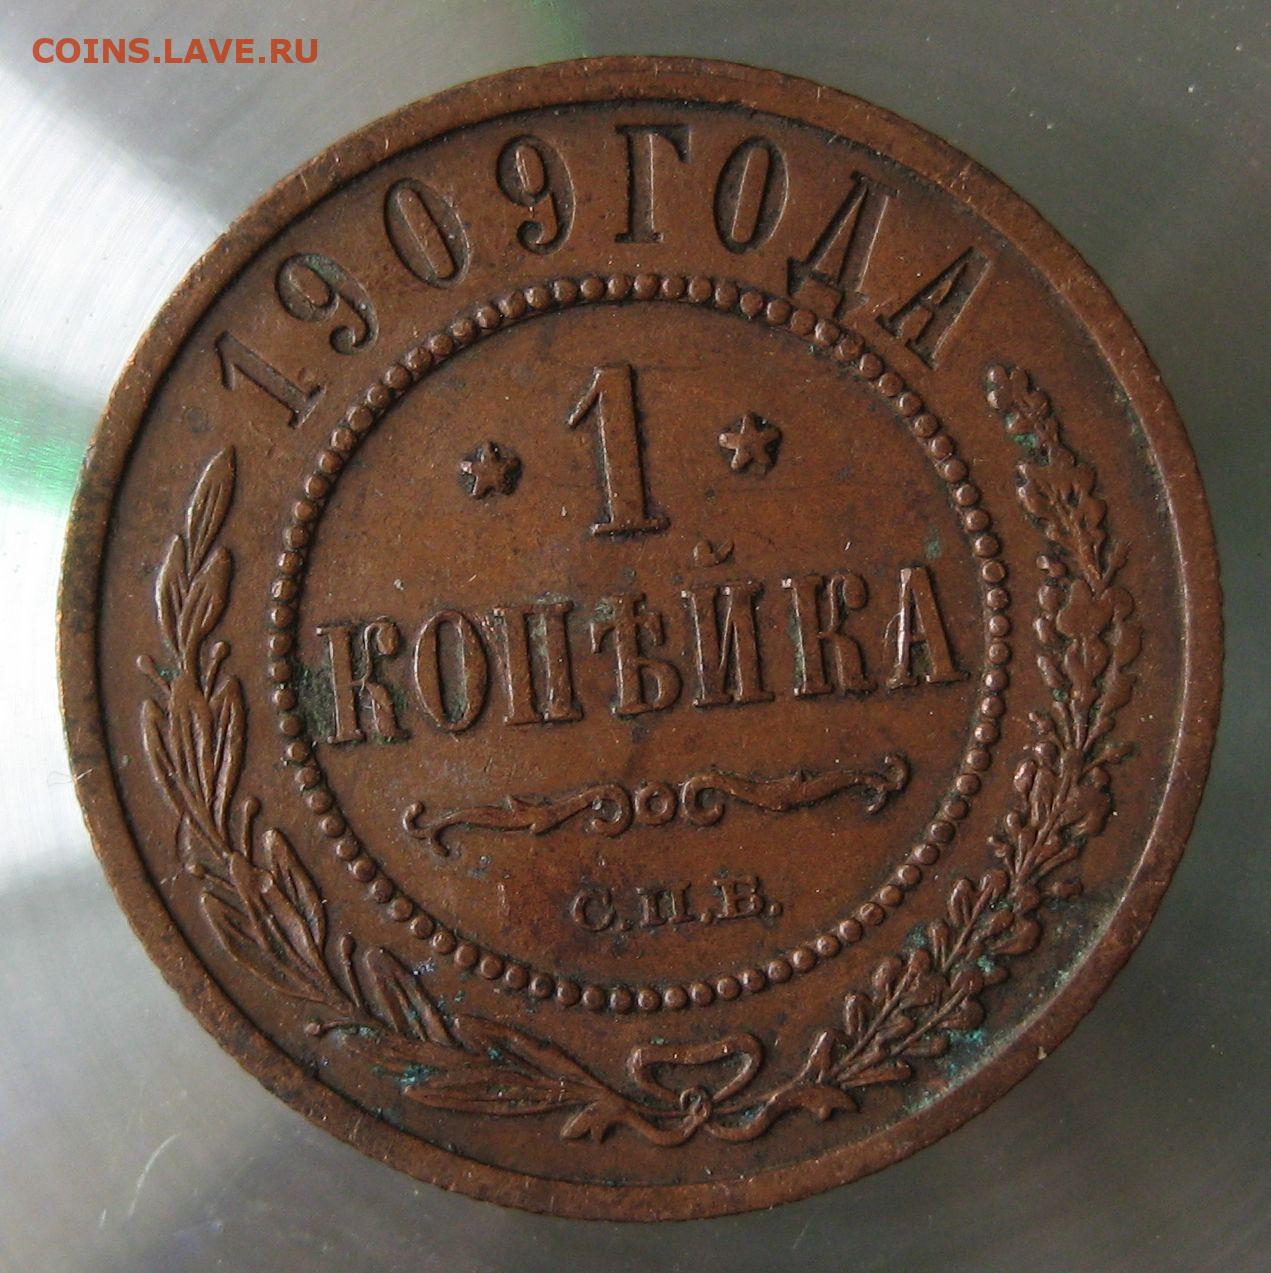 COINS.LAVE.RU
1909 ГОДА
1
КОПѢЙКА
С.П.Б.